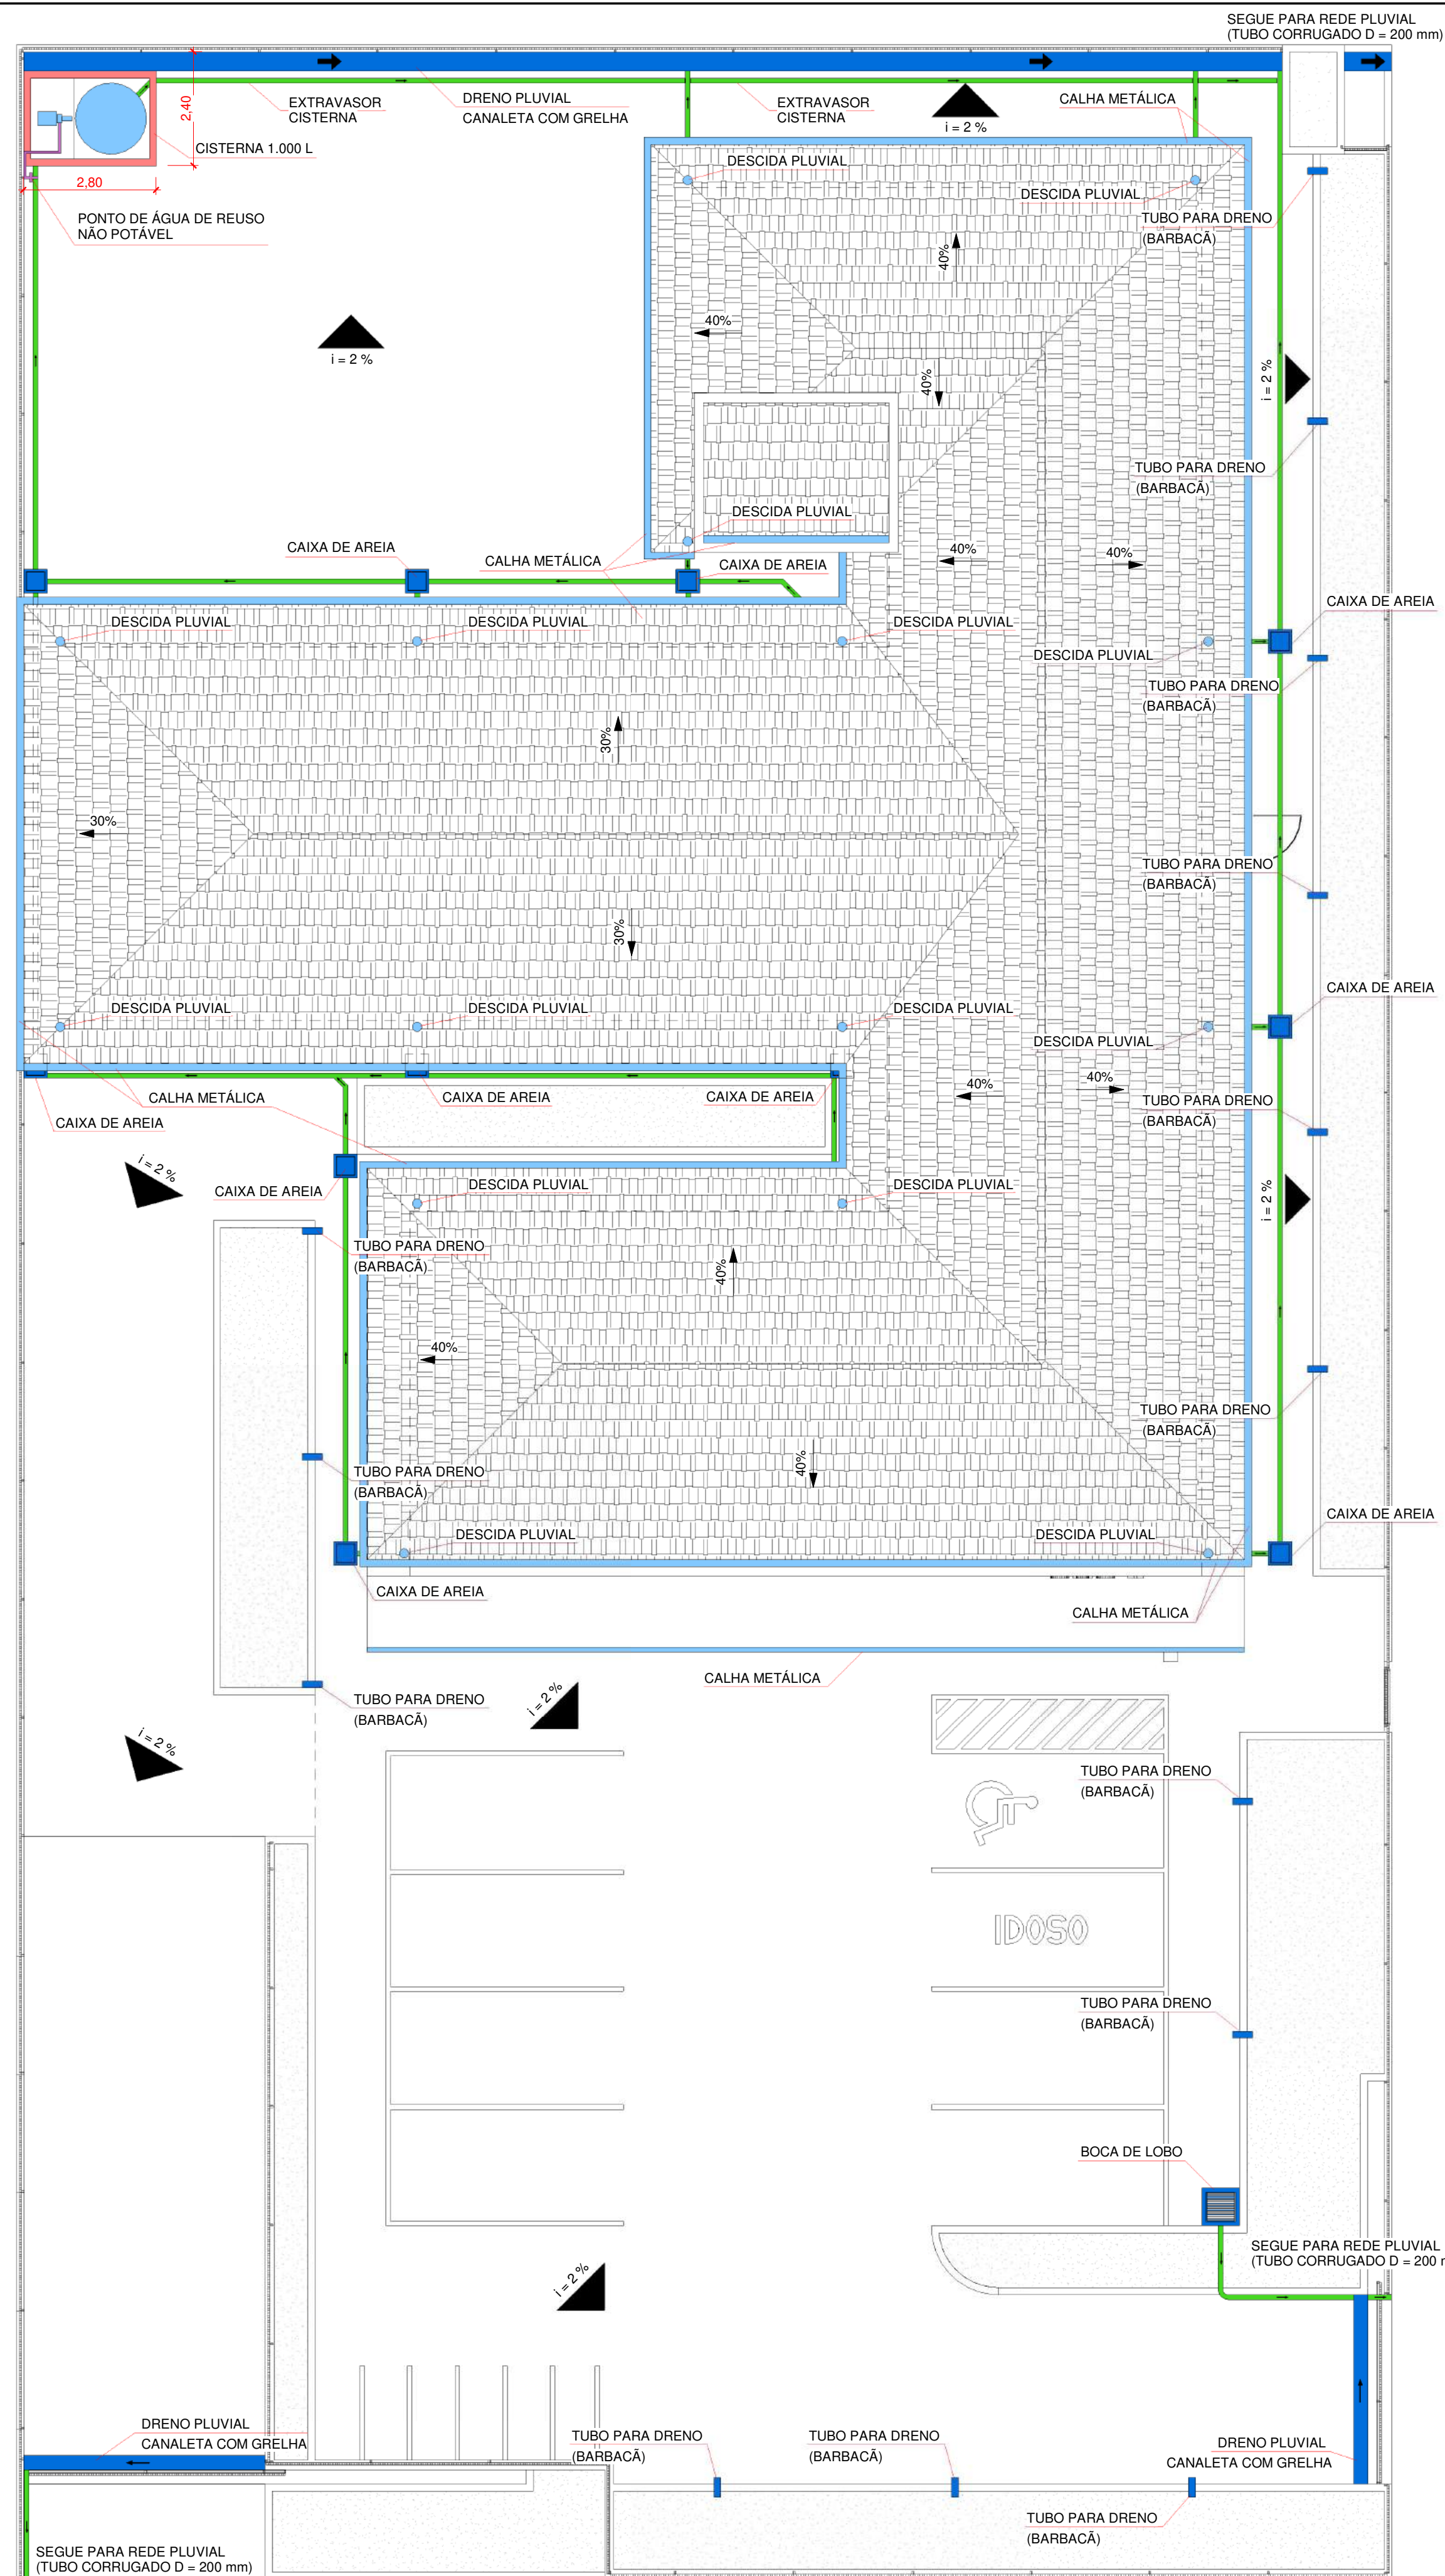 SEGUE PARA REDE PLUVIAL
(TUBO CORRUGADO D = 200 mm)
EXTRAVASOR
CISTERNA
DRENO PLUVIAL
CANALETA COM GRELHA
EXTRAVASOR
CISTERNA
CALHA METÁLICA
i = 2 %
2,40
CISTERNA 1.000 L
2,80
DESCIDA PLUVIAL
DESCIDA PLUVIAL
PONTO DE ÁGUA DE REUSO
NÃO POTÁVEL
TUBO PARA DRENO
(BARBACÃ)
40%
40%
i = 2 %
40%
i = 2 %
TUBO PARA DRENO
(BARBACÃ)
DESCIDA PLUVIAL
CAIXA DE AREIA
CALHA METÁLICA
CAIXA DE AREIA
40%
40%
CAIXA DE AREIA
DESCIDA PLUVIAL
DESCIDA PLUVIAL
DESCIDA PLUVIAL
DESCIDA PLUVIAL
TUBO PARA DRENO
(BARBACÃ)
30%
30%
30%
TUBO PARA DRENO
(BARBACÃ)
CAIXA DE AREIA
DESCIDA PLUVIAL
DESCIDA PLUVIAL
DESCIDA PLUVIAL
DESCIDA PLUVIAL
40%
40%
CALHA METÁLICA
CAIXA DE AREIA
CAIXA DE AREIA
TUBO PARA DRENO
(BARBACÃ)
CAIXA DE AREIA
i = 2 %
CAIXA DE AREIA
DESCIDA PLUVIAL
DESCIDA PLUVIAL
i = 2 %
TUBO PARA DRENO
(BARBACÃ)
40%
40%
TUBO PARA DRENO
(BARBACÃ)
TUBO PARA DRENO
(BARBACÃ)
40%
CAIXA DE AREIA
DESCIDA PLUVIAL
DESCIDA PLUVIAL
CAIXA DE AREIA
CALHA METÁLICA
CALHA METÁLICA
TUBO PARA DRENO
(BARBACÃ)
i = 2 %
i = 2 %
TUBO PARA DRENO
(BARBACÃ)
IDOSO
TUBO PARA DRENO
(BARBACÃ)
BOCA DE LOBO
SEGUE PARA REDE PLUVIAL
(TUBO CORRUGADO D = 200 m
i = 2 %
DRENO PLUVIAL
CANALETA COM GRELHA
TUBO PARA DRENO
(BARBACÃ)
TUBO PARA DRENO
(BARBACÃ)
DRENO PLUVIAL
CANALETA COM GRELHA
TUBO PARA DRENO
(BARBACÃ)
SEGUE PARA REDE PLUVIAL
(TUBO CORRUGADO D = 200 mm)